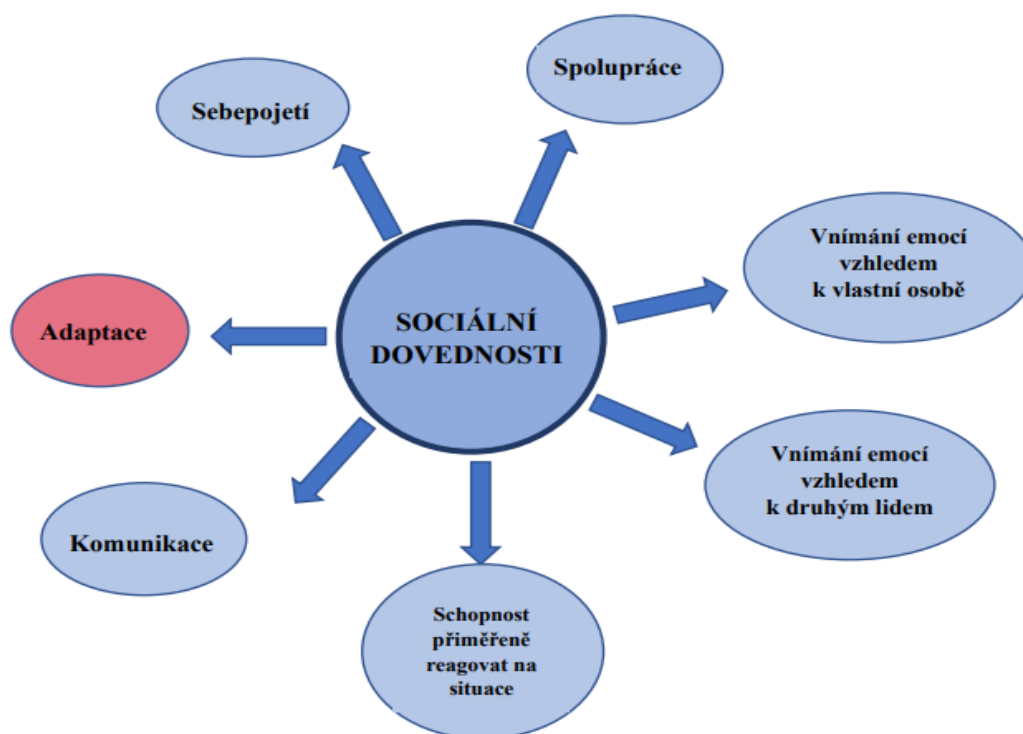 Spolupráce
Sebepojetí
Vnímání emocí
vzhledem
k vlastní osobě
SOCIÁLNÍ
DOVEDNOSTI
Adaptace
Vnímání emocí
vzhledem
k druhým lidem
Komunikace
Schopnost
přiměřeně
reagovat na
situace